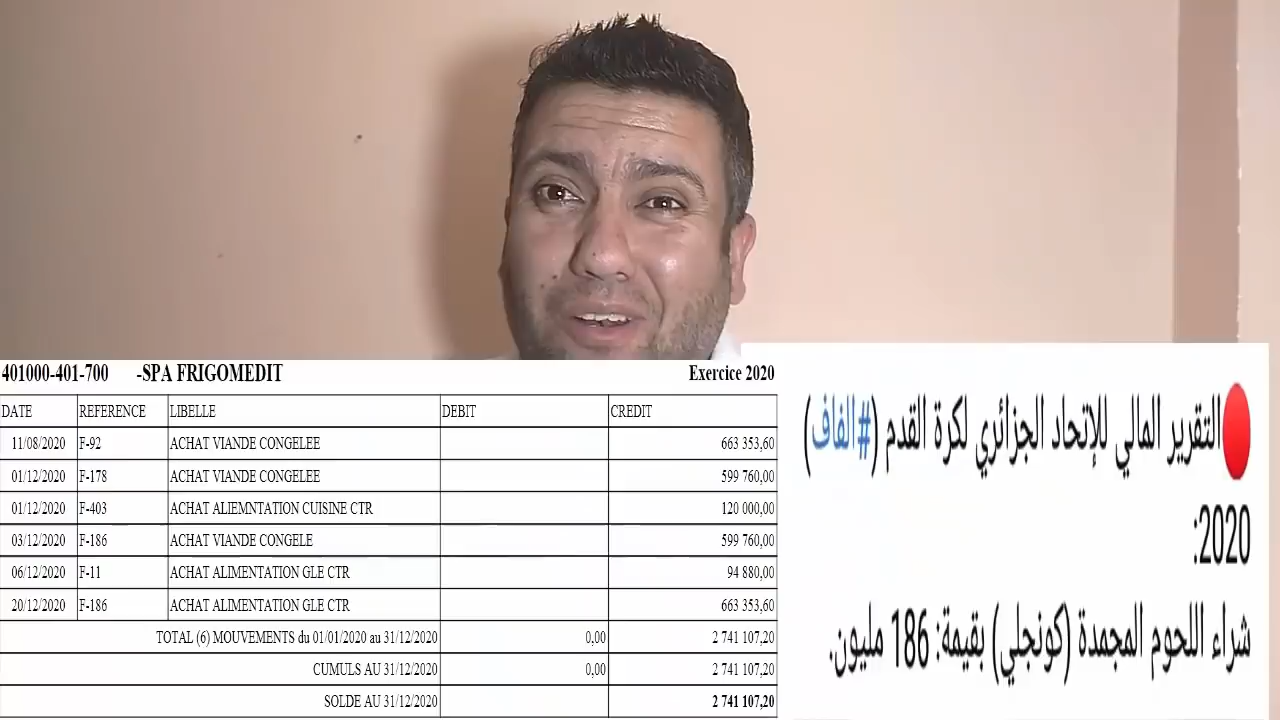 401000-401-700 -SPA FRIGOMEDIT Exercice 2020
DATE REFERENCE LIBELLE DEBIT CREDIT
11/08/2020 F-92 ACHAT VIANDE CONGELEE 663 353,60
01/12/2020 F-178 ACHAT VIANDE CONGELEE 599 760,00
01/12/2020 F-403 ACHAT ALIEMNTATION CUISINE CTR 120 000,00
03/12/2020 F-186 ACHAT VIANDE CONGELE 599 760,00
06/12/2020 F-11 ACHAT ALIMENTATION GLE CTR 94 880,00
20/12/2020 F-186 ACHAT ALIMENTATION GLE CTR 663 353,60
TOTAL (6) MOUVEMENTS du 01/01/2020 au 31/12/2020 0,00 2 741 107,20
CUMULS AU 31/12/2020 0,00 2 741 107,20
SOLDE AU 31/12/2020 2 741 107,20
التقرير المالي للإتحاد الجزائري لكرة القدم (#الفاف)
2020:
شراء اللحوم المجمدة (كونجلي) بقيمة: 186 مليون.